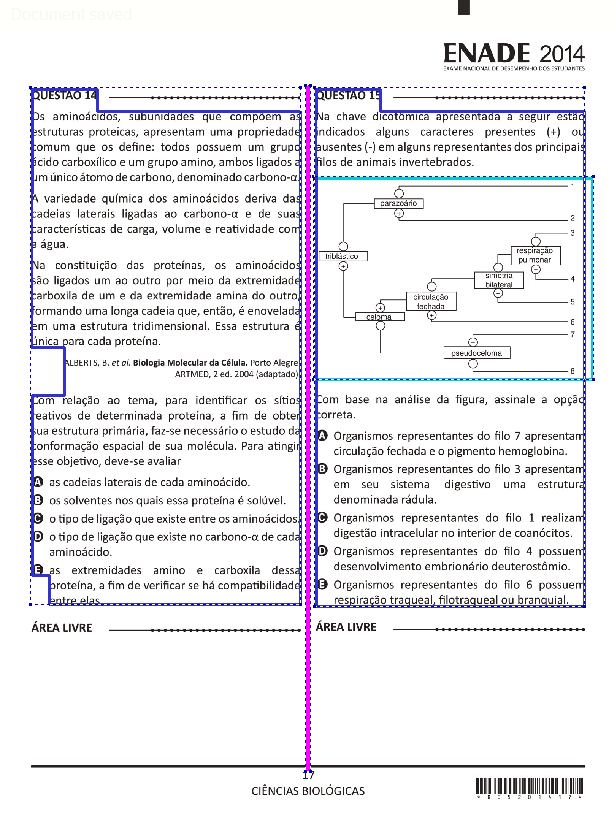 Document saved
ENADE 2014
EXAME NACIONAL DE DESEMPENHO DOS ESTUDANTES
QUESTÃO 14
Os aminoácidos, subunidades que compõem as
estruturas proteicas, apresentam uma propriedade
comum que os define: todos possuem um grupo
ácido carboxílico e um grupo amino, ambos ligados a
um único átomo de carbono, denominado carbono-α.
A variedade química dos aminoácidos deriva das
cadeias laterais ligadas ao carbono-α e de suas
características de carga, volume e reatividade com
a água.
Na constituição das proteínas, os aminoácidos
são ligados um ao outro por meio da extremidade
carboxila de um e da extremidade amina do outro,
formando uma longa cadeia que, então, é enovelada
em uma estrutura tridimensional. Essa estrutura é
única para cada proteína.
ALBERTS, B. et al. Biologia Molecular da Célula. Porto Alegre:
ARTMED, 2 ed. 2004 (adaptado).
Com relação ao tema, para identificar os sítios
reativos de determinada proteína, a fim de obter
sua estrutura primária, faz-se necessário o estudo da
conformação espacial de sua molécula. Para atingir
esse objetivo, deve-se avaliar
A as cadeias laterais de cada aminoácido.
B os solventes nos quais essa proteína é solúvel.
C o tipo de ligação que existe entre os aminoácidos.
D o tipo de ligação que existe no carbono-α de cada
aminoácido.
E as extremidades amino e carboxila dessa
proteína, a fim de verificar se há compatibilidade
entre elas.
ÁREA LIVRE
QUESTÃO 15
Na chave dicotômica apresentada a seguir estão
indicados alguns caracteres presentes (+) ou
ausentes (-) em alguns representantes dos principais
filos de animais invertebrados.
1
parazoário
2
3
respiração
pulmonar
triblástico
4
simetria
bilateral
5
circulação
fechada
celoma
6
7
pseudoceloma
8
Com base na análise da figura, assinale a opção
correta.
A Organismos representantes do filo 7 apresentam
circulação fechada e o pigmento hemoglobina.
B Organismos representantes do filo 3 apresentam
em seu sistema digestivo uma estrutura
denominada rádula.
C Organismos representantes do filo 1 realizam
digestão intracelular no interior de coanócitos.
D Organismos representantes do filo 4 possuem
desenvolvimento embrionário deuterostômio.
E Organismos representantes do filo 6 possuem
respiração traqueal, filotraqueal ou branquial.
ÁREA LIVRE
17
CIÊNCIAS BIOLÓGICAS